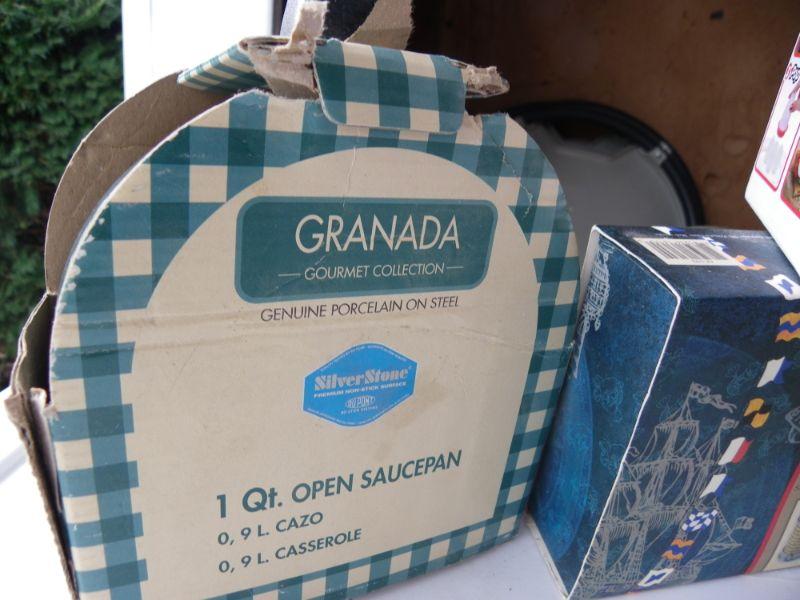 GRANADA
GOURMET COLLECTION
GENUINE PORCELAIN ON STEEL
SilverStone®
PREMIUM NON-STICK SURFACE
DUPONT
1 Qt. OPEN SAUCEPAN
0, 9 L. CAZO
0, 9 L. CASSEROLE